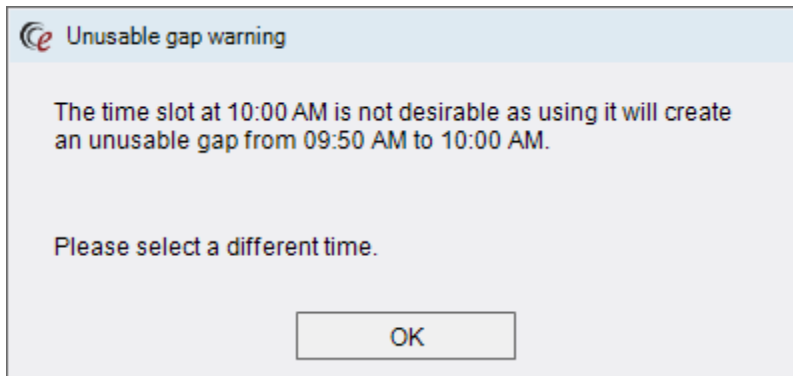 Unusable gap warning
The time slot at 10:00 AM is not desirable as using it will create
an unusable gap from 09:50 AM to 10:00 AM.
Please select a different time.
OK